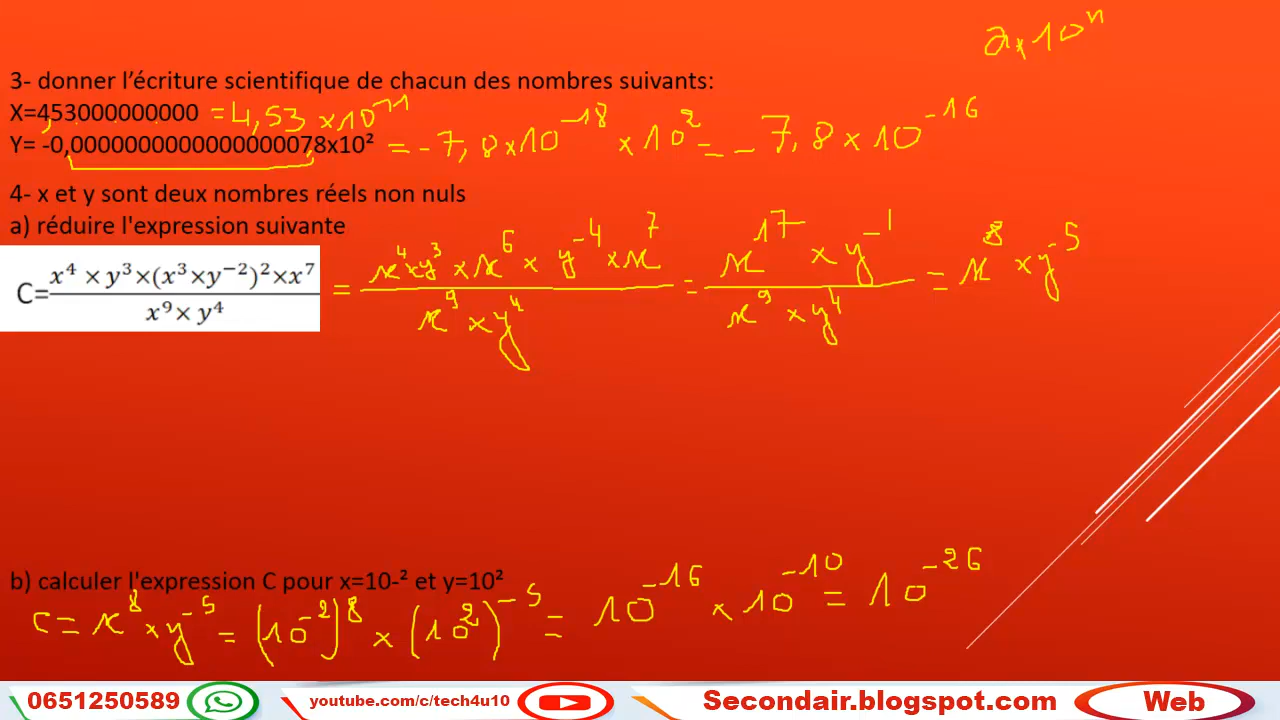 a×10ⁿ
3- donner l’écriture scientifique de chacun des nombres suivants:
X=453000000000 = 4,53 ×10¹¹
Y= -0,000000000000000000078x10² = -7,8×10⁻¹⁸ × 10² = -7,8 × 10⁻¹⁶
4- x et y sont deux nombres réels non nuls
a) réduire l'expression suivante
C= x⁴ × y³×(x³×y⁻²)²×x⁷ / x⁹× y⁴ = x⁴×y³ × x⁶ × y⁻⁴ × x⁷ / x⁹ × y⁴ = x¹⁷ × y⁻¹ / x⁹ × y⁴ = x⁸ × y⁻⁵
b) calculer l'expression C pour x=10-² et y=10²
C = x⁸ × y⁻⁵ = (10⁻²)⁸ × (10²)⁻⁵ = 10⁻¹⁶ × 10⁻¹⁰ = 10⁻²⁶
0651250589 youtube.com/c/tech4u10 Secondair.blogspot.com Web